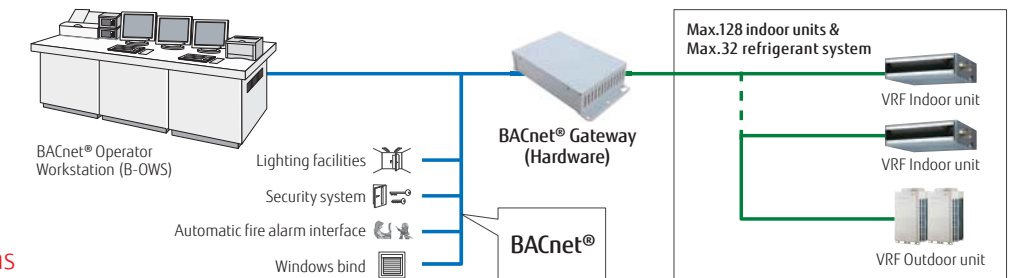 Max.128 indoor units &
Max.32 refrigerant system
VRF Indoor unit
BACnet® Gateway
(Hardware)
BACnet® Operator
Workstation (B-OWS)
Lighting facilities
VRF Indoor unit
Security system
Automatic fire alarm interface
BACnet®
Windows bind
VRF Outdoor unit